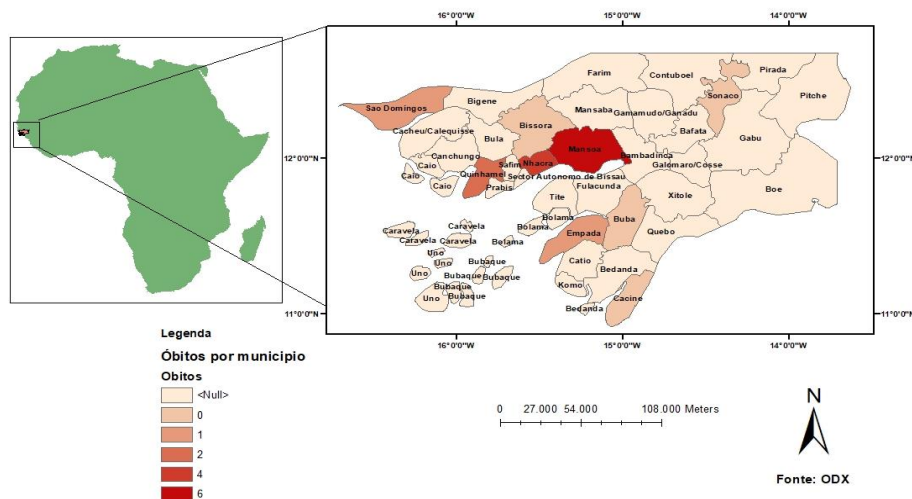 16°0'0"W 15°0'0"W 14°0'0"W
Farim
Contuboel
Pirada
Sonaco
Pitche
Sao Domingos
Bigene
Mansaba
Gamamudo/Ganadu
Bissora
Cacheu/Calequisse
Bula
Bafata
Gabu
12°0'0"N
Canchungo
Mansoa
Bambadinca
Galomaro/Cosse
12°0'0"N
Caio
Safim
Nhacra
Quinhamel
Sector Autonomo de Bissau
Caio
Caio
Prabis
Fulacunda
Xitole
Boe
Tite
Bolama
Buba
Caravela
Caravela
Bolama
Empada
Quebo
Caravela
Caravela
Bolama
Uno
Bubaque
Catio
Uno
Bedanda
Uno
Bubaque
Bubaque
Bubaque
Komo
Uno
Bubaque
Cacine
Bedanda
11°0'0"N
11°0'0"N
16°0'0"W 15°0'0"W 14°0'0"W
Legenda
Óbitos por municipio
Obitos
<Null>
0
1
2
4
6
0 27.000 54.000 108.000 Meters
N
Fonte: ODX